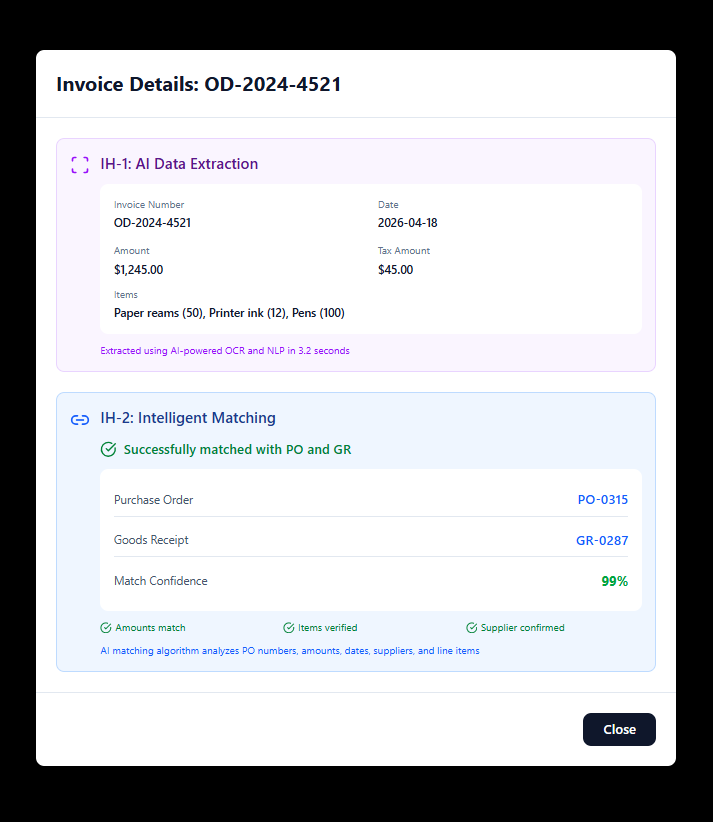 Invoice Details: OD-2024-4521
IH-1: AI Data Extraction
Invoice Number
Date
OD-2024-4521
2026-04-18
Amount
Tax Amount
$1,245.00
$45.00
Items
Paper reams (50), Printer ink (12), Pens (100)
Extracted using AI-powered OCR and NLP in 3.2 seconds
IH-2: Intelligent Matching
Successfully matched with PO and GR
Purchase Order PO-0315
Goods Receipt GR-0287
Match Confidence 99%
Amounts match Items verified Supplier confirmed
AI matching algorithm analyzes PO numbers, amounts, dates, suppliers, and line items
Close